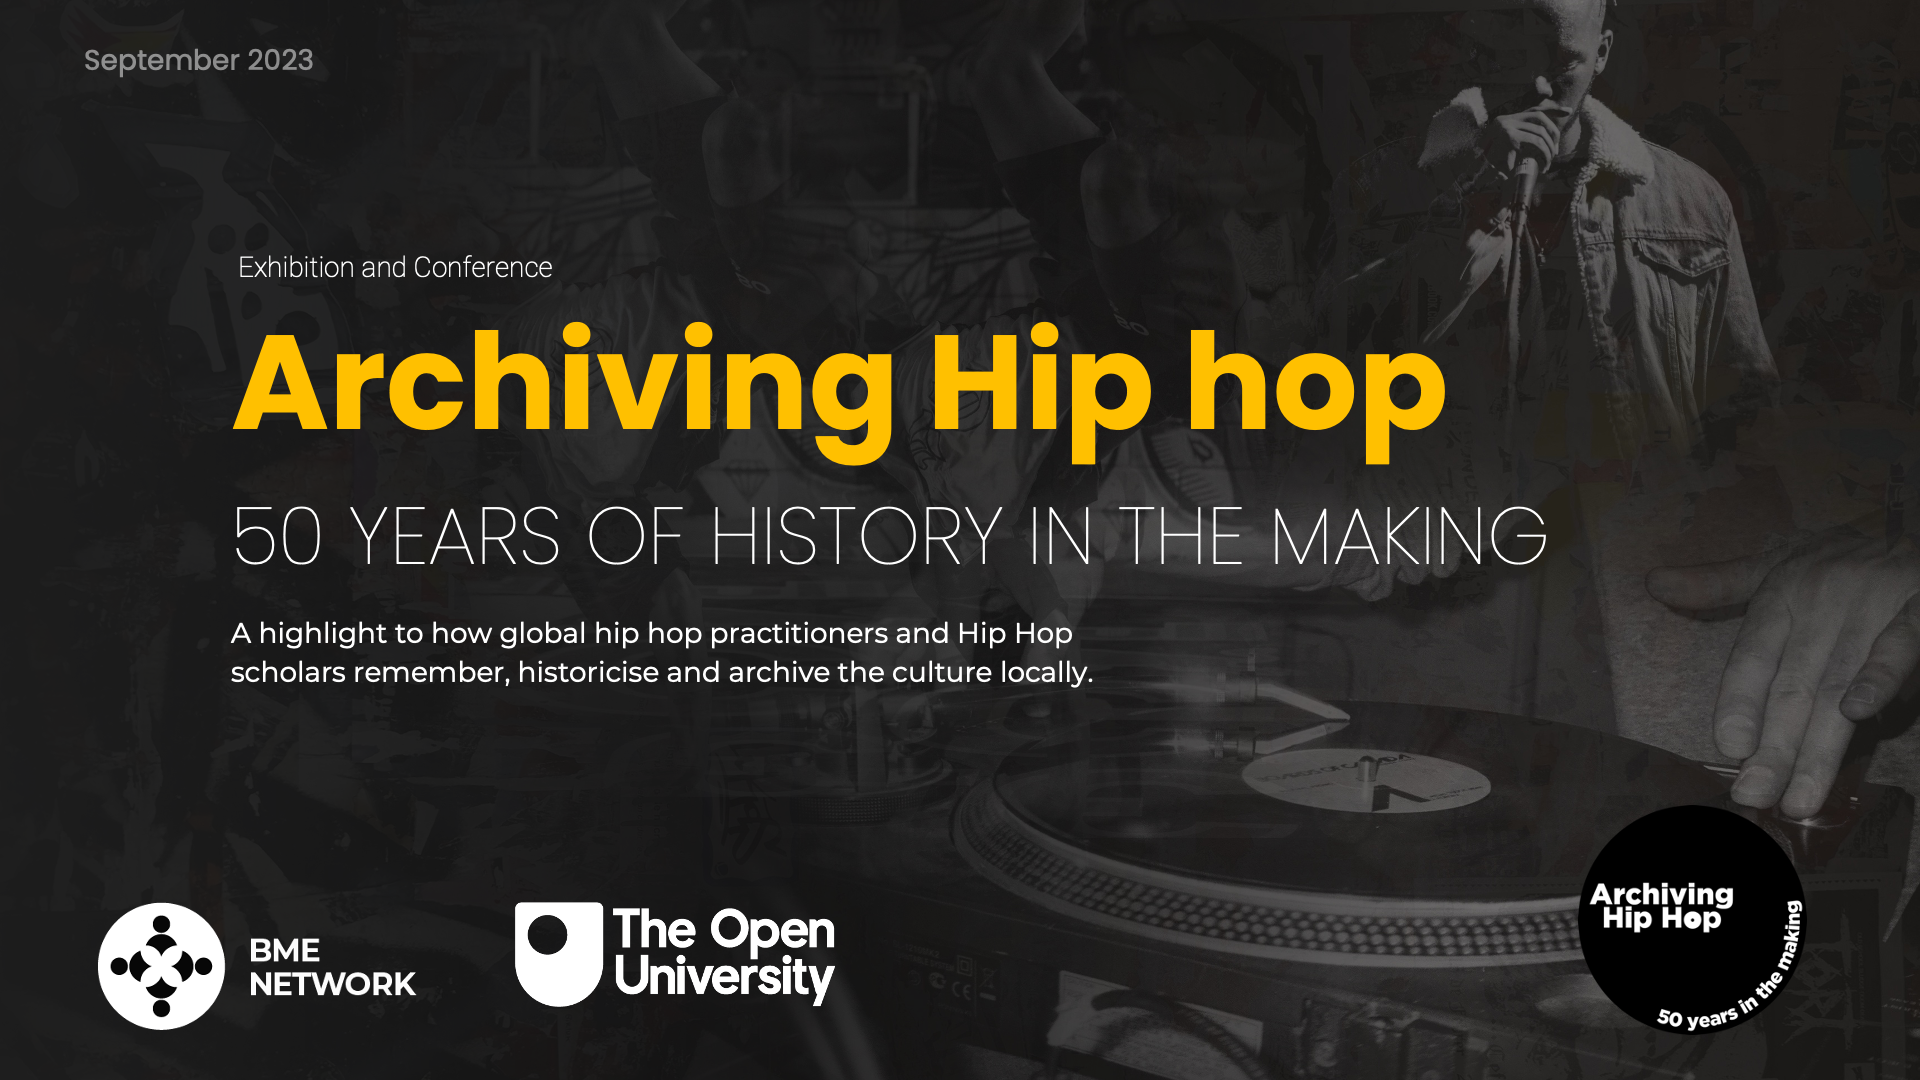 September 2023
Exhibition and Conference
Archiving Hip hop
50 YEARS OF HISTORY IN THE MAKING
A highlight to how global hip hop practitioners and Hip Hop
scholars remember, historicise and archive the culture locally.
BME
NETWORK
The Open
University
Archiving
Hip Hop
50 years in the making